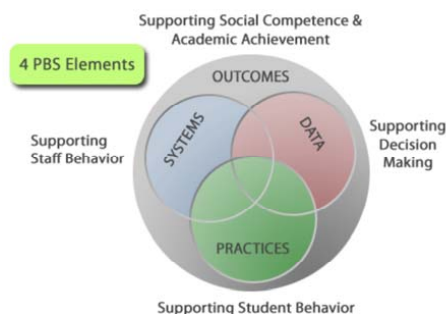 Supporting Social Competence &
Academic Achievement
4 PBS Elements
OUTCOMES
Supporting
Staff Behavior
SYSTEMS
DATA
Supporting
Decision
Making
PRACTICES
Supporting Student Behavior